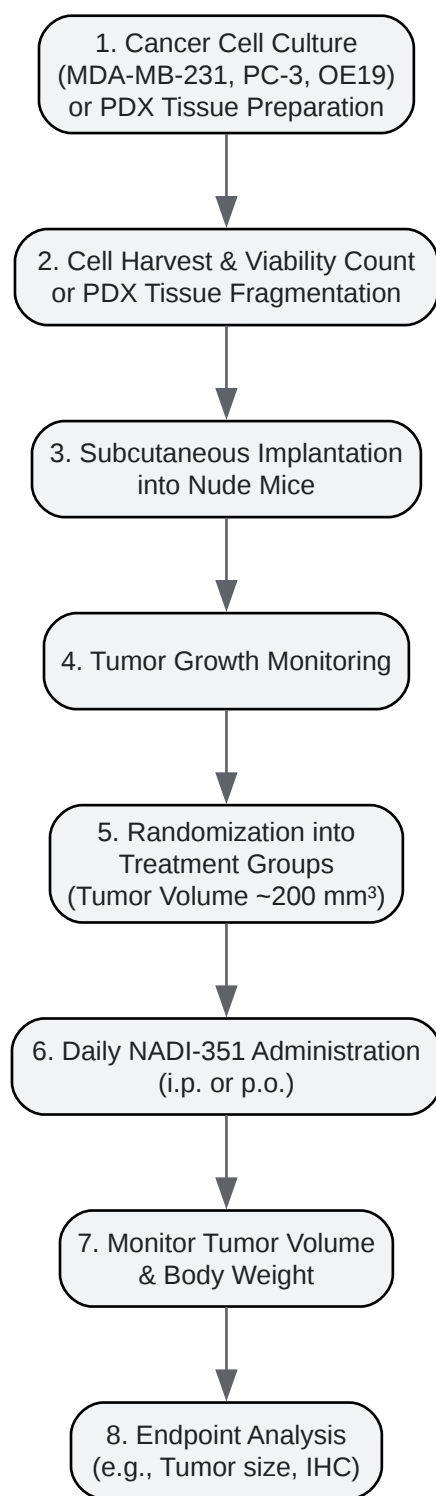 1. Cancer Cell Culture
(MDA-MB-231, PC-3, OE19)
or PDX Tissue Preparation
2. Cell Harvest & Viability Count
or PDX Tissue Fragmentation
3. Subcutaneous Implantation
into Nude Mice
4. Tumor Growth Monitoring
5. Randomization into
Treatment Groups
(Tumor Volume ~200 mm³)
6. Daily NADI-351 Administration
(i.p. or p.o.)
7. Monitor Tumor Volume
& Body Weight
8. Endpoint Analysis
(e.g., Tumor size, IHC)